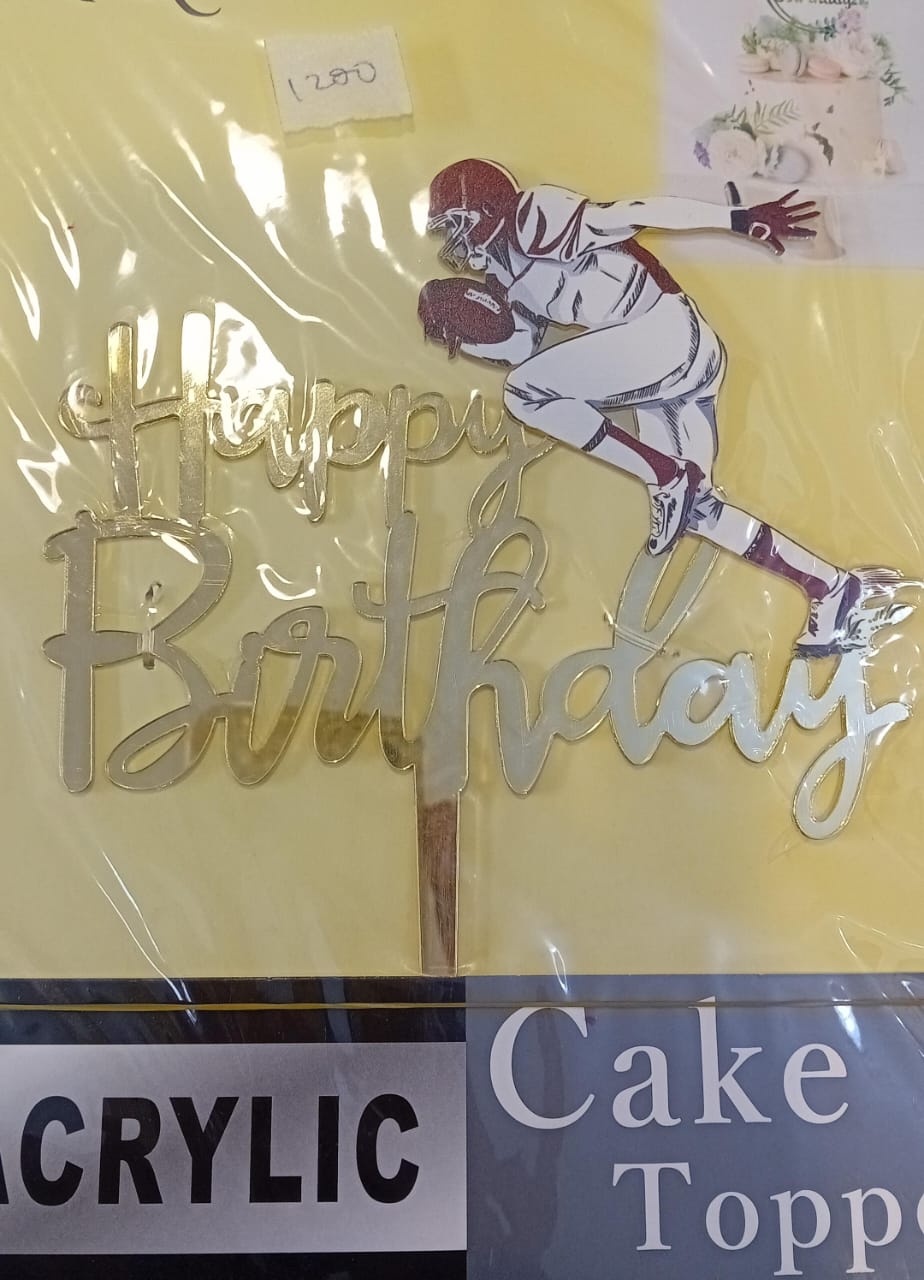 1200
Happy
Birthday
ACRYLIC
Cake
Toppe